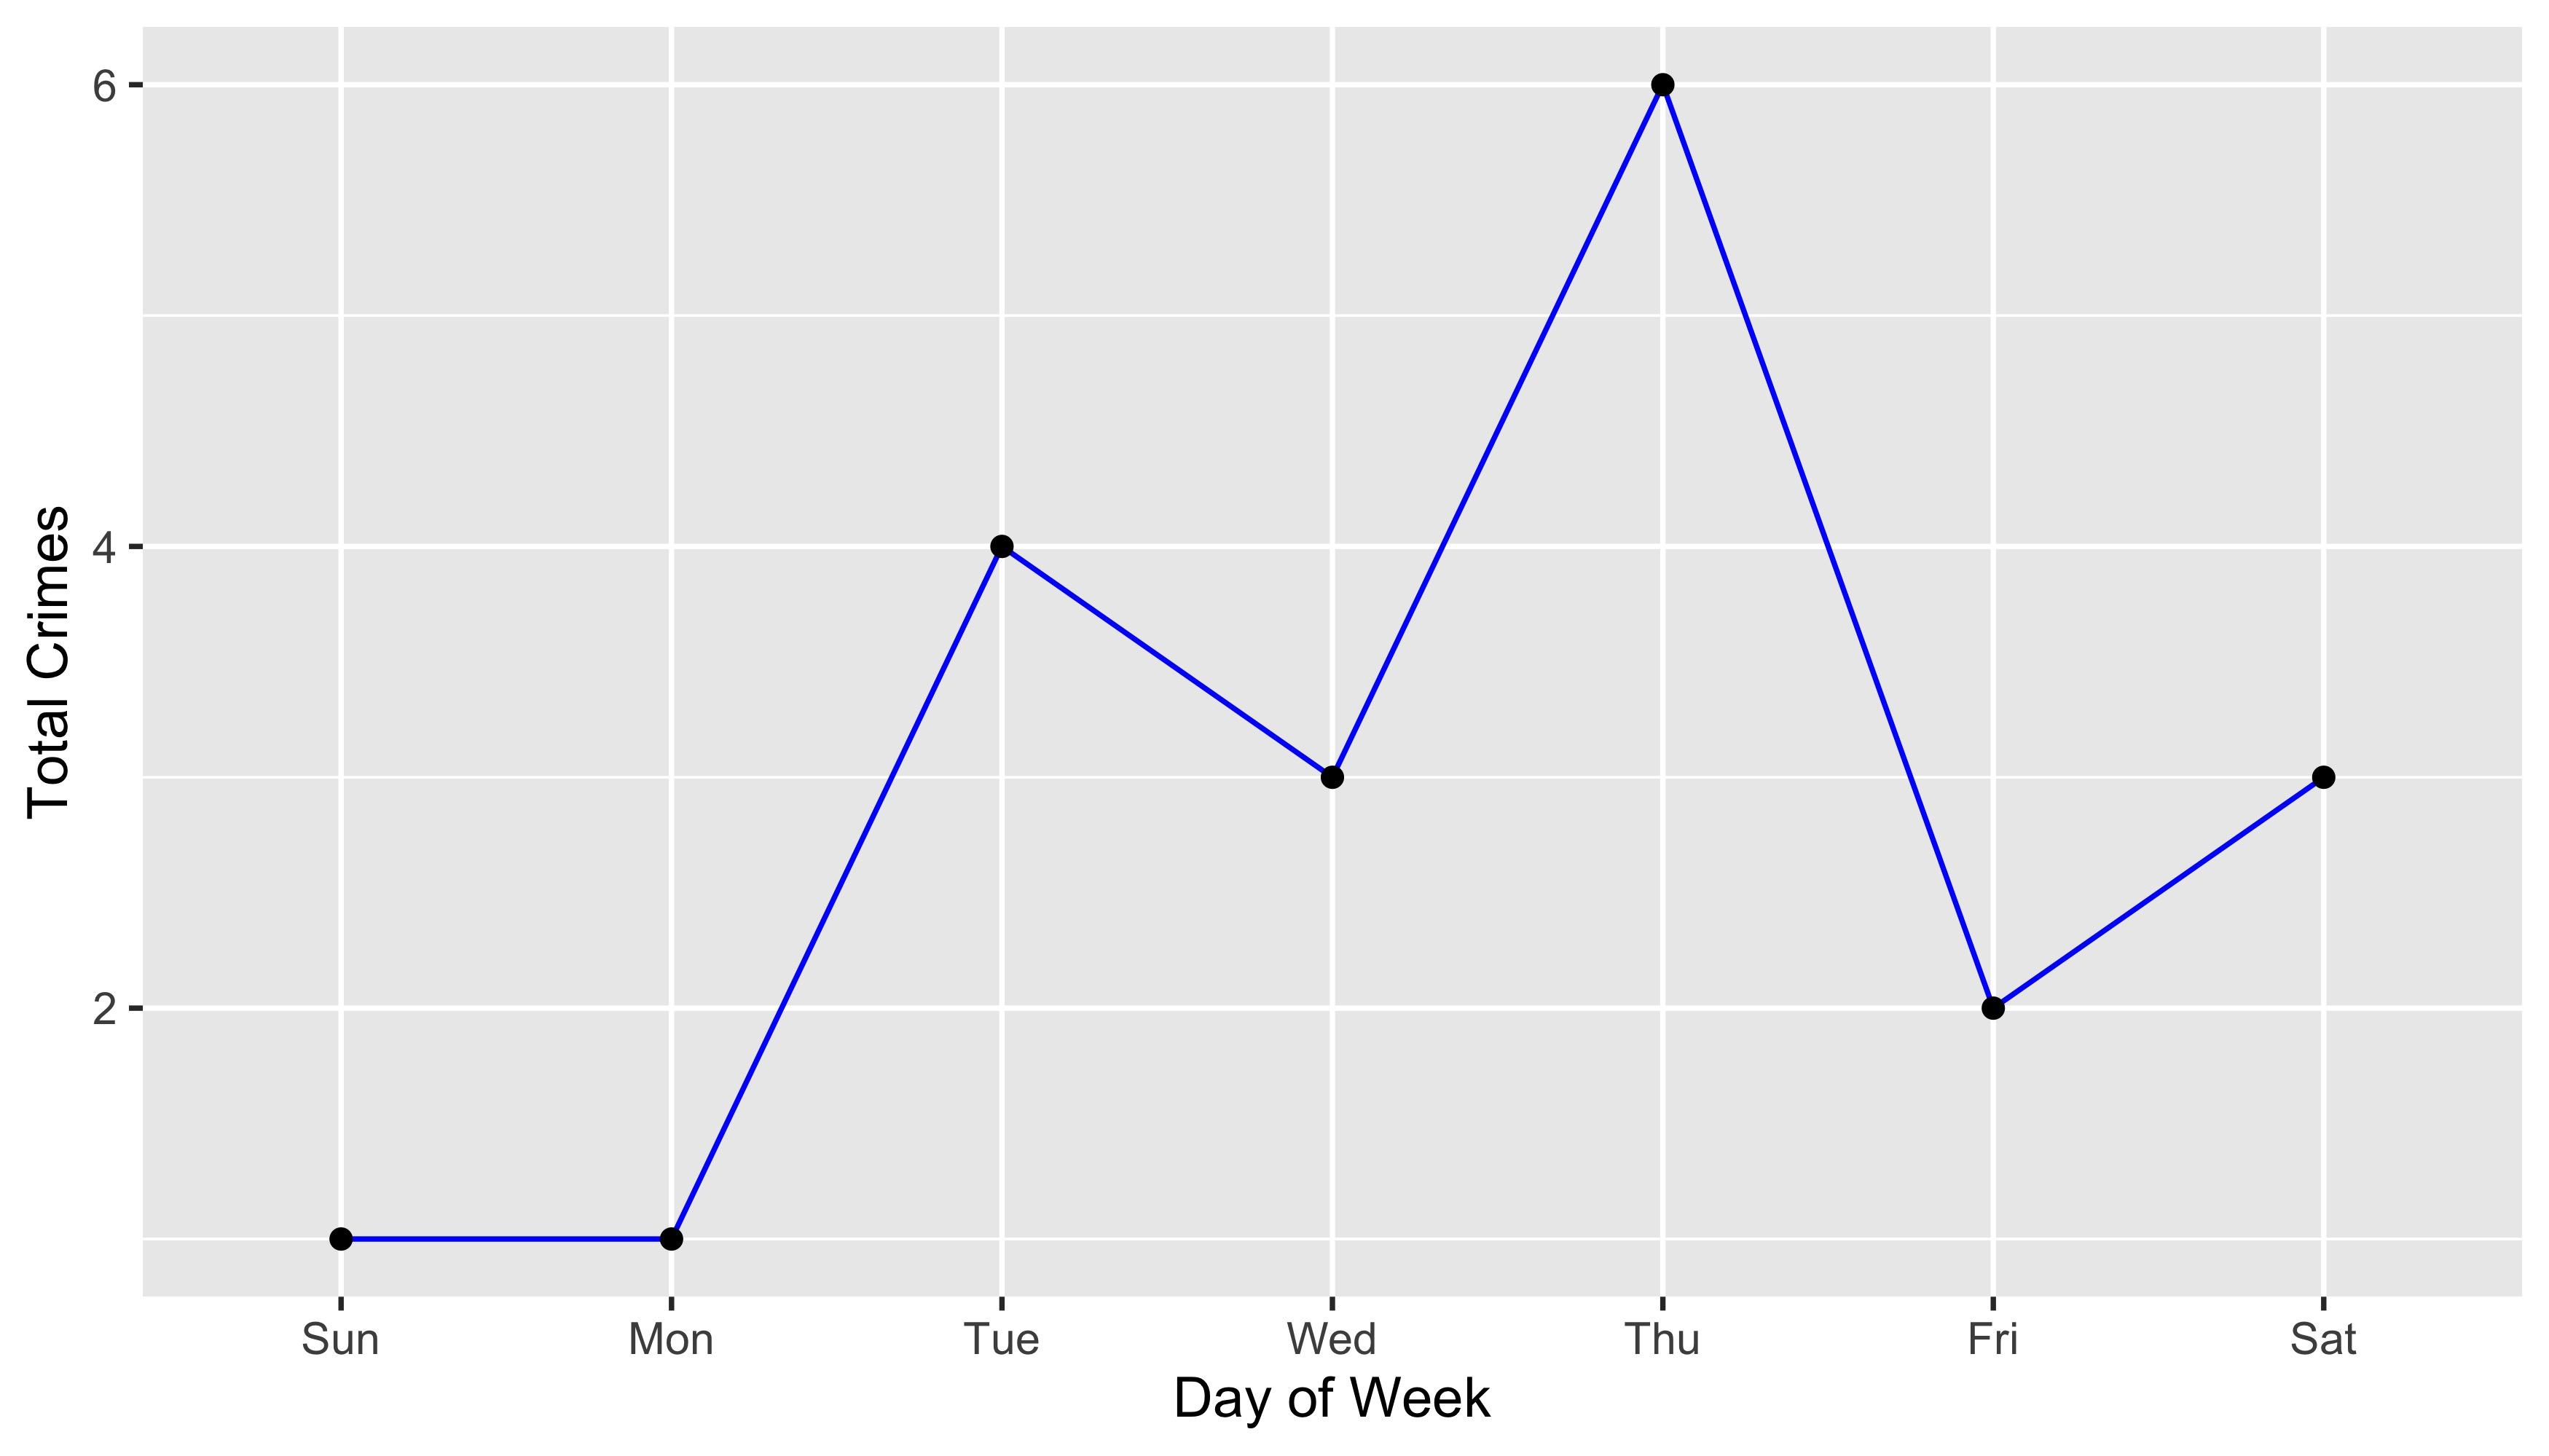 6
4
2
Total Crimes
Sun Mon Tue Wed Thu Fri Sat
Day of Week